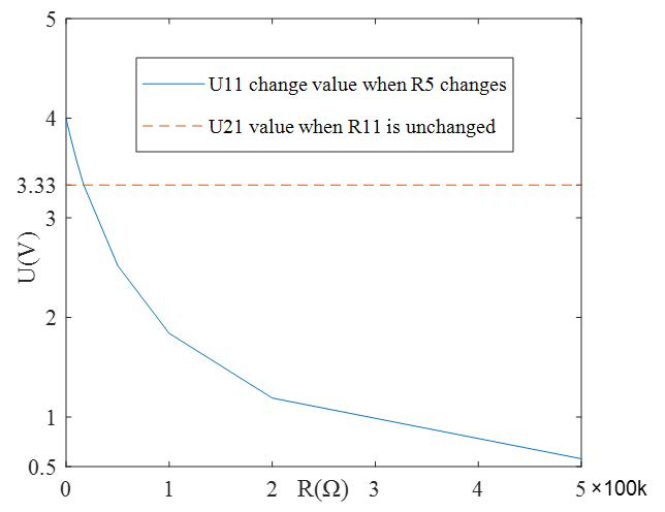 5
U11 change value when R5 changes
U21 value when R11 is unchanged
4
3.33
3
U(V)
2
1
0.5
0 1 2 R(Ω) 3 4 5 ×100k